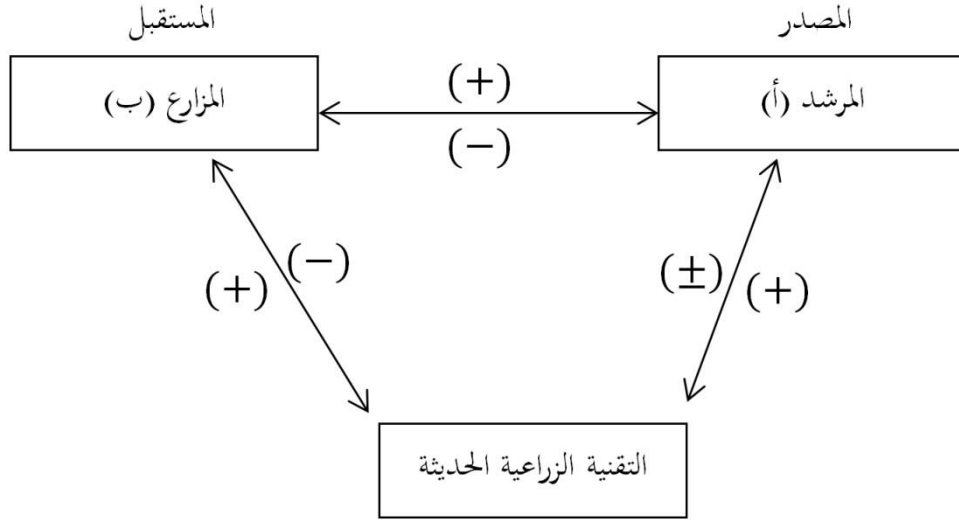 المصدر
المستقبل
المرشد (أ)
(+)
المزارع (ب)
(−)
(±)
(+)
(−)
(+)
التقنية الزراعية الحديثة